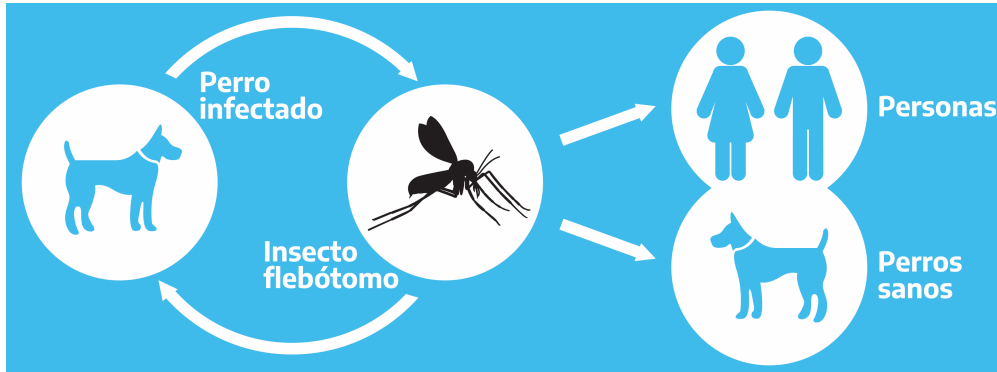 Perro
infectado
Insecto
flebótomo
Personas
Perros
sanos